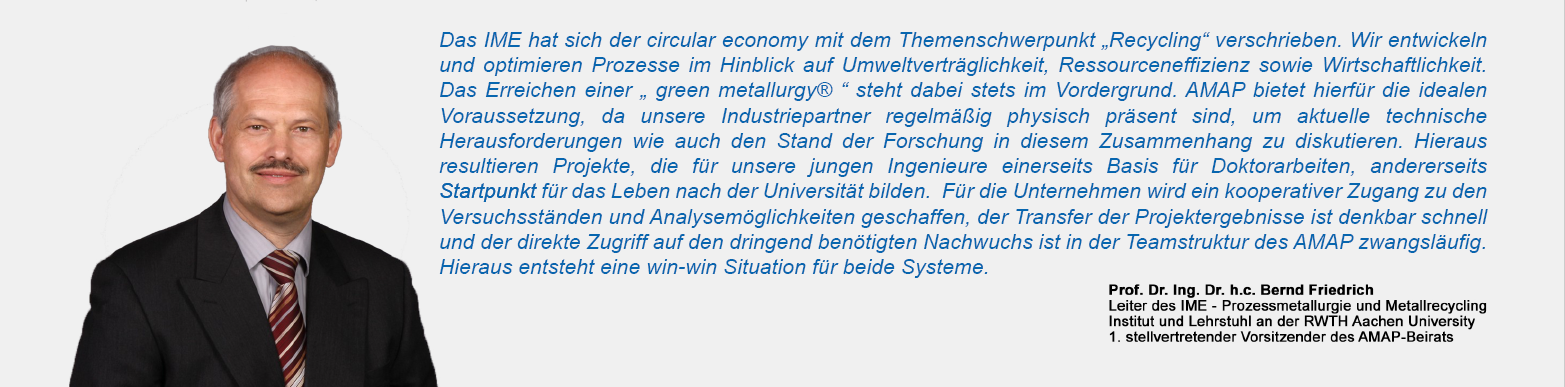 Das IME hat sich der circular economy mit dem Themenschwerpunkt „Recycling“ verschrieben. Wir entwickeln
und optimieren Prozesse im Hinblick auf Umweltverträglichkeit, Ressourceneffizienz sowie Wirtschaftlichkeit.
Das Erreichen einer „ green metallurgy® “ steht dabei stets im Vordergrund. AMAP bietet hierfür die idealen
Voraussetzung, da unsere Industriepartner regelmäßig physisch präsent sind, um aktuelle technische
Herausforderungen wie auch den Stand der Forschung in diesem Zusammenhang zu diskutieren. Hieraus
resultieren Projekte, die für unsere jungen Ingenieure einerseits Basis für Doktorarbeiten, andererseits
Startpunkt für das Leben nach der Universität bilden.  Für die Unternehmen wird ein kooperativer Zugang zu den
Versuchsständen und Analysemöglichkeiten geschaffen, der Transfer der Projektergebnisse ist denkbar schnell
und der direkte Zugriff auf den dringend benötigten Nachwuchs ist in der Teamstruktur des AMAP zwangsläufig.
Hieraus entsteht eine win-win Situation für beide Systeme.
Prof. Dr. Ing. Dr. h.c. Bernd Friedrich
Leiter des IME - Prozessmetallurgie und Metallrecycling
Institut und Lehrstuhl an der RWTH Aachen University
1. stellvertretender Vorsitzender des AMAP-Beirats